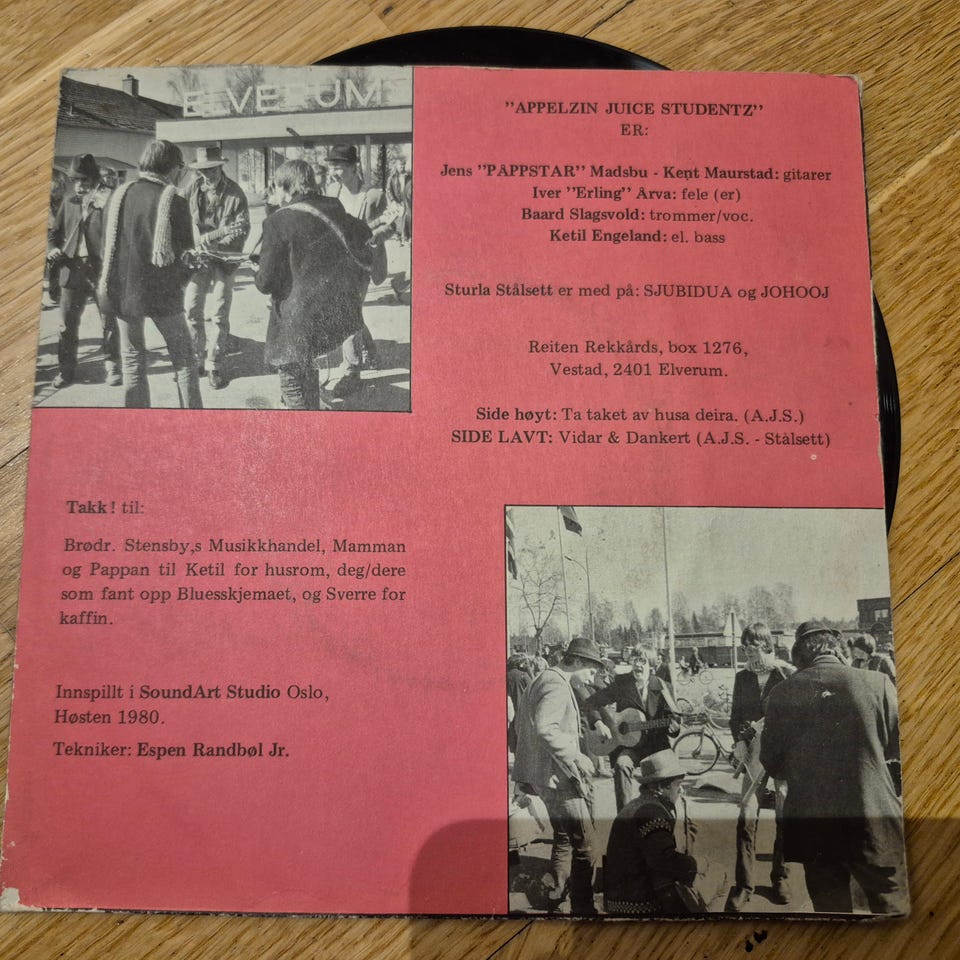 ELVERUM
"APPELZIN JUICE STUDENTZ"
ER:
Jens "PAPPSTAR" Madsbu - Kent Maurstad: gitarer
Iver "Erling" Årva: fele (er)
Baard Slagsvold: trommer/voc.
Ketil Engeland: el. bass
Sturla Stålsett er med på: SJUBIDUA og JOHOOJ
Reiten Rekkårds, box 1276,
Vestad, 2401 Elverum.
Side høyt: Ta taket av husa deira. (A.J.S.)
SIDE LAVT: Vidar & Dankert (A.J.S. - Stålsett)
Takk! til:
Brødr. Stensby,s Musikkhandel, Mamman
og Pappan til Ketil for husrom, deg/dere
som fant opp Bluesskjemaet, og Sverre for
kaffin.
Innspillt i SoundArt Studio Oslo,
Høsten 1980.
Tekniker: Espen Randbøl Jr.